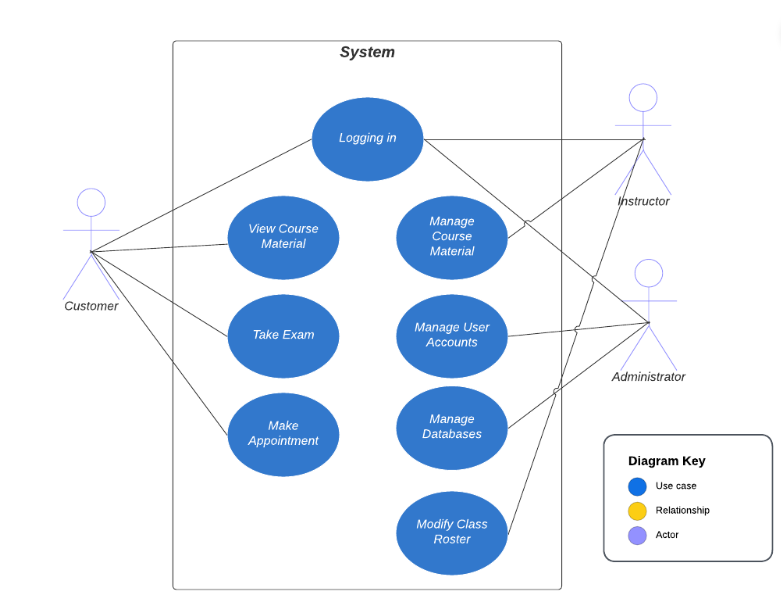 System
Logging in
View Course
Material
Manage
Course
Material
Instructor
Customer
Take Exam
Manage User
Accounts
Administrator
Make
Appointment
Manage
Databases
Modify Class
Roster
Diagram Key
Use case
Relationship
Actor